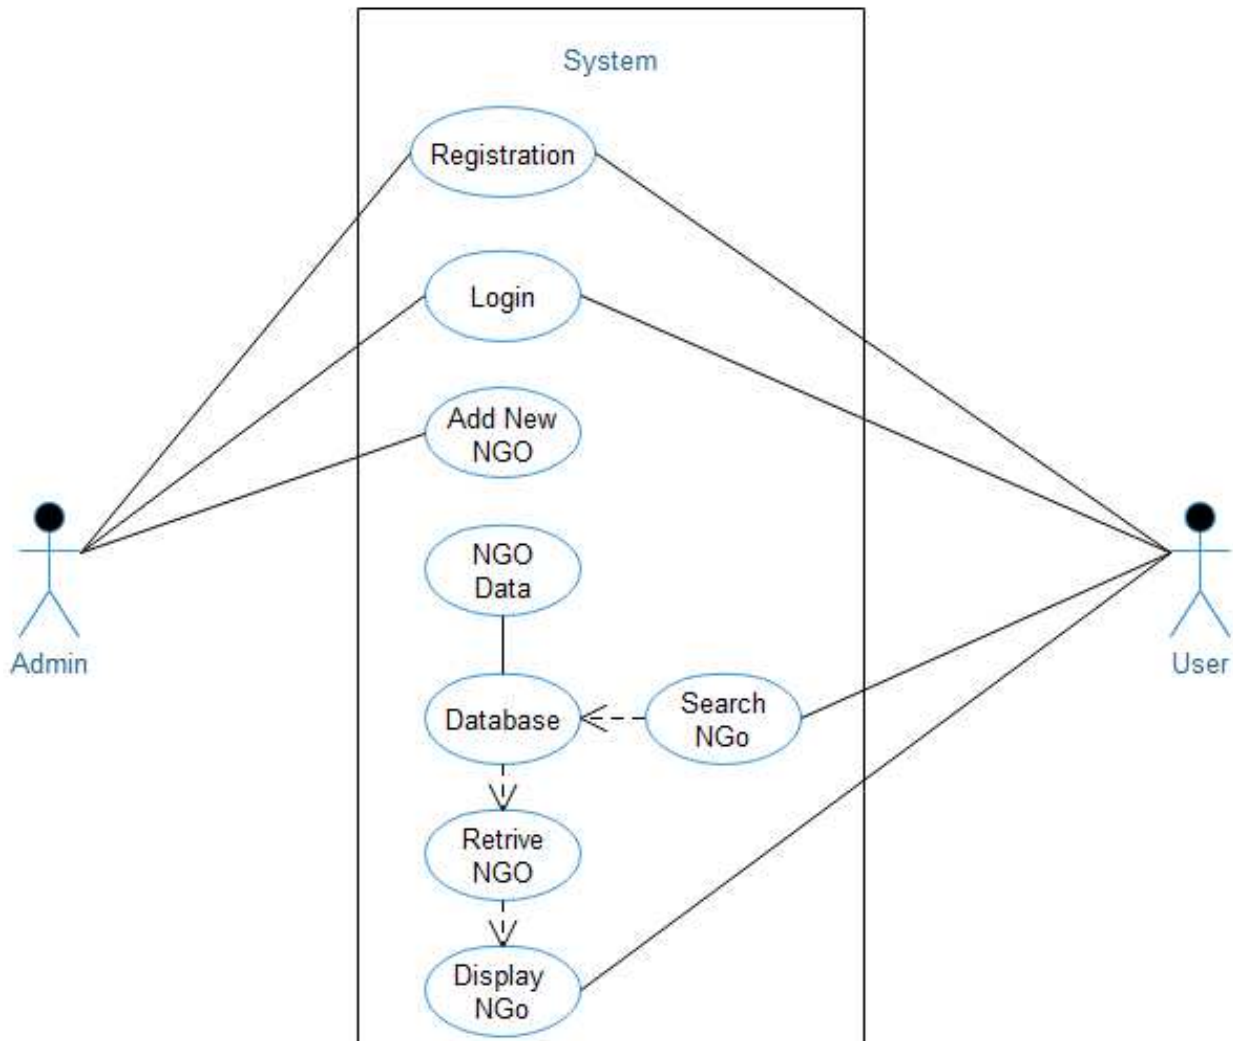 System
Registration
Login
Add New
NGO
NGO
Data
Admin
User
Database
Search
NGo
Retrive
NGO
Display
NGo